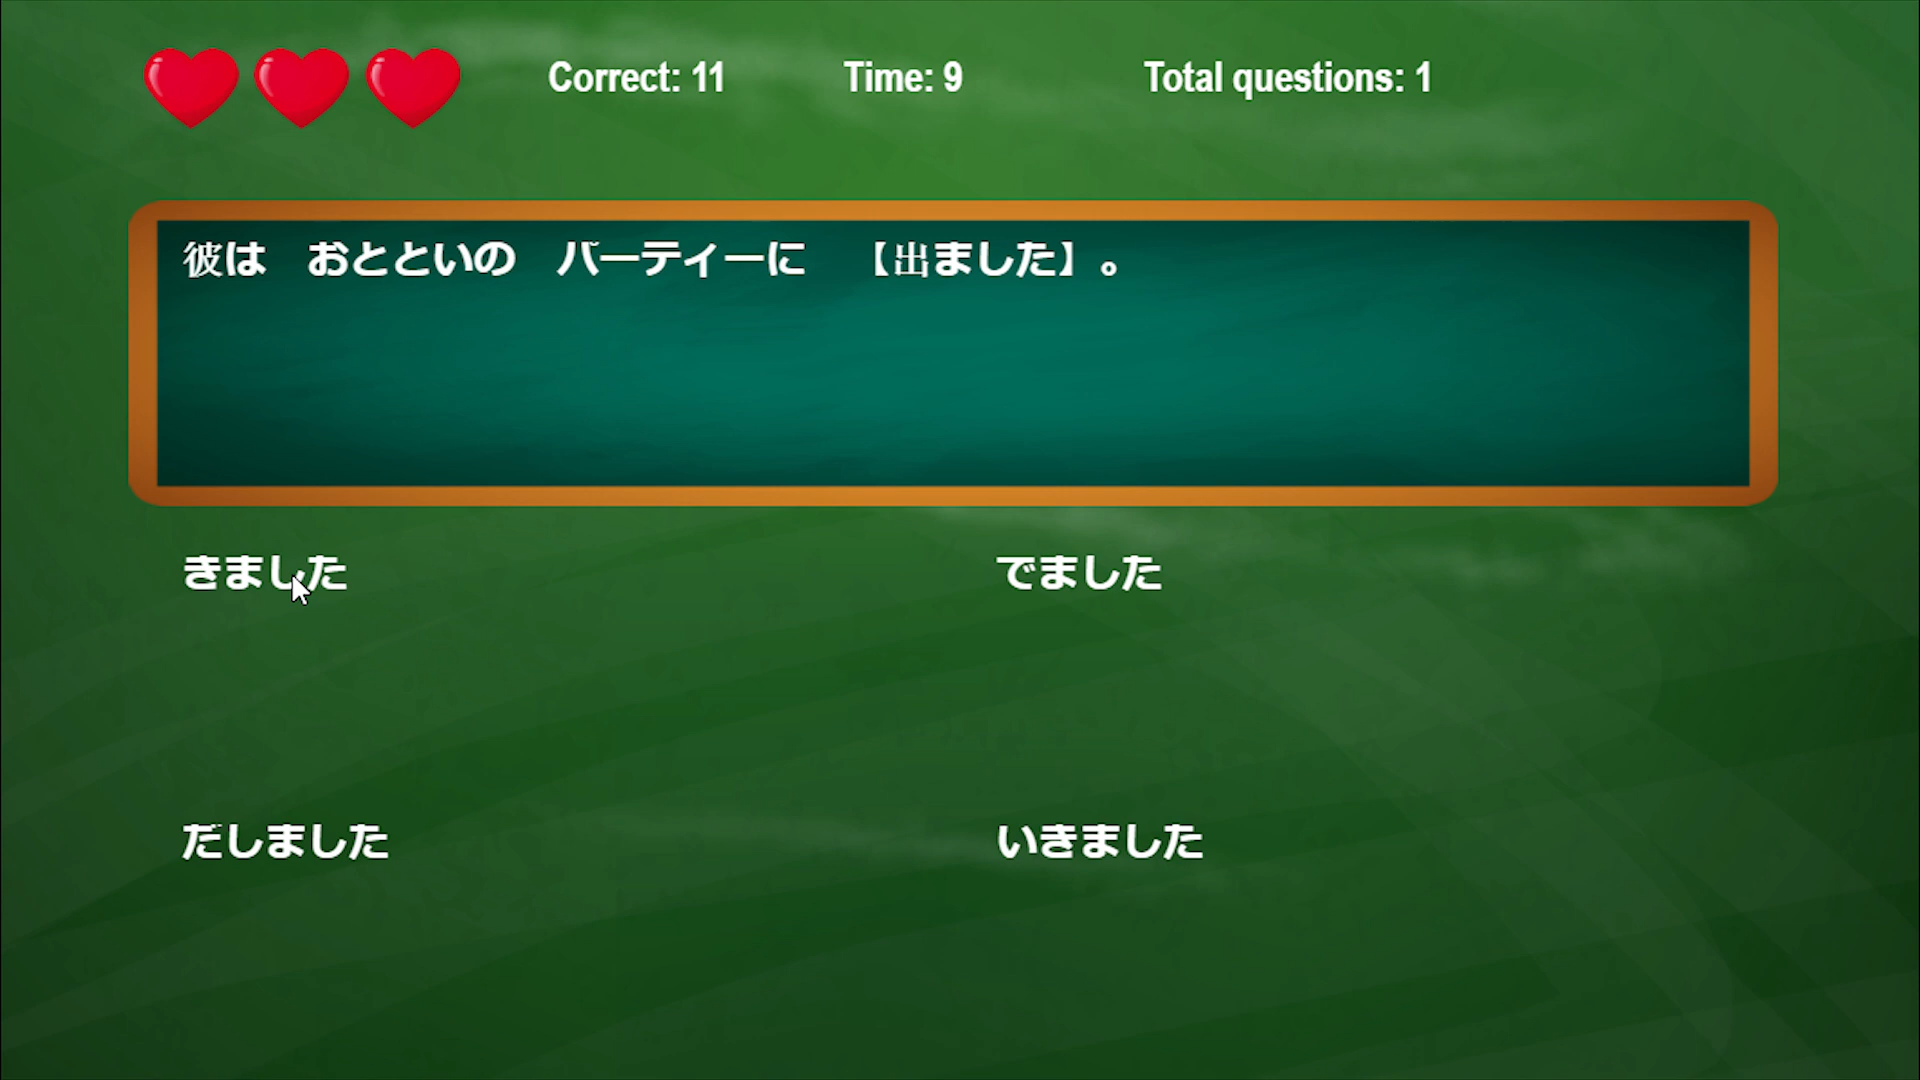 Correct: 11 Time: 9 Total questions: 1
彼は　おとといの　パーティーに　【出ました】。
きました でました
だしました いきました